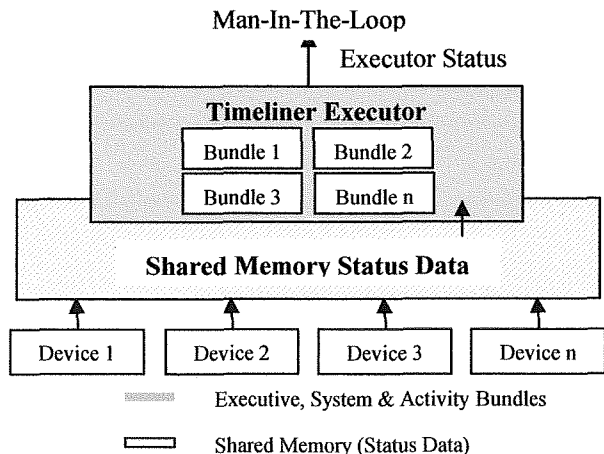 Man-In-The-Loop
Executor Status
Timeliner Executor
Bundle 1 Bundle 2
Bundle 3 Bundle n
Shared Memory Status Data
Device 1 Device 2 Device 3 Device n
Executive, System & Activity Bundles
Shared Memory (Status Data)